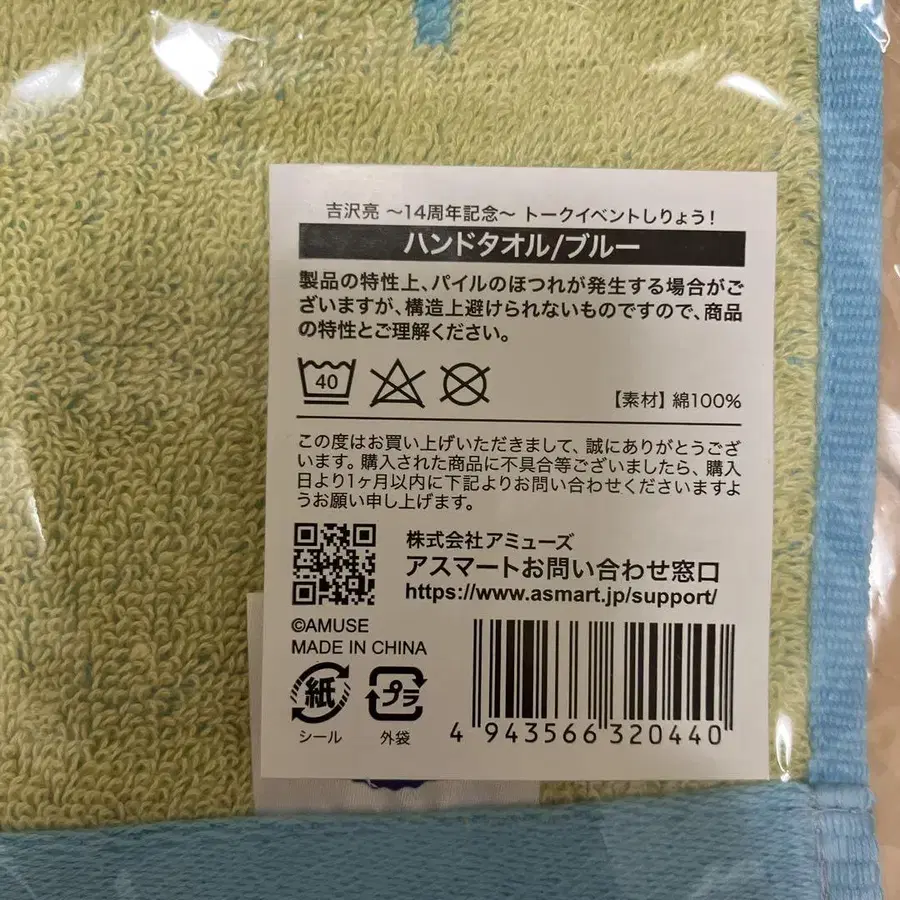 吉沢亮 〜14周年記念〜 トークイベントしりょう!
ハンドタオル/ブルー
製品の特性上、パイルのほつれが発生する場合がご
ざいますが、構造上避けられないものですので、商品
の特性とご理解ください。
40
【素材】綿100%
この度はお買い上げいただきまして、誠にありがとうござ
います。購入された商品に不具合等ございましたら、購入
日より1ヶ月以内に下記よりお問い合わせくださいますよ
うお願い申し上げます。
株式会社アミューズ
アスマートお問い合わせ窓口
https://www.asmart.jp/support/
©AMUSE
MADE IN CHINA
紙
プラ
シール
外袋
4 943566 320440